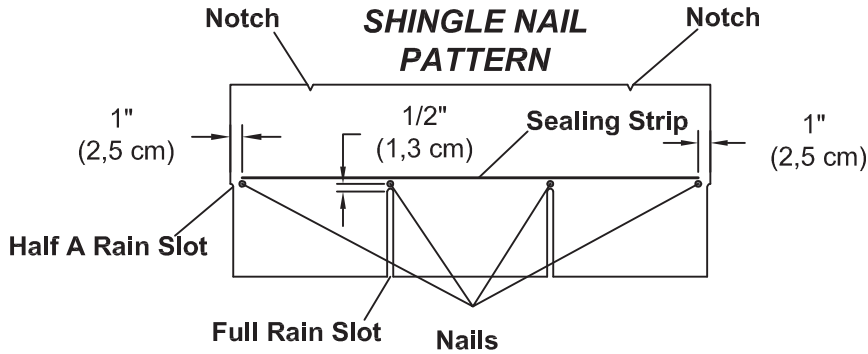 Notch
SHINGLE NAIL
PATTERN
Notch
1"
(2,5 cm)
1/2"
(1,3 cm)
Sealing Strip
1"
(2,5 cm)
Half A Rain Slot
Full Rain Slot
Nails